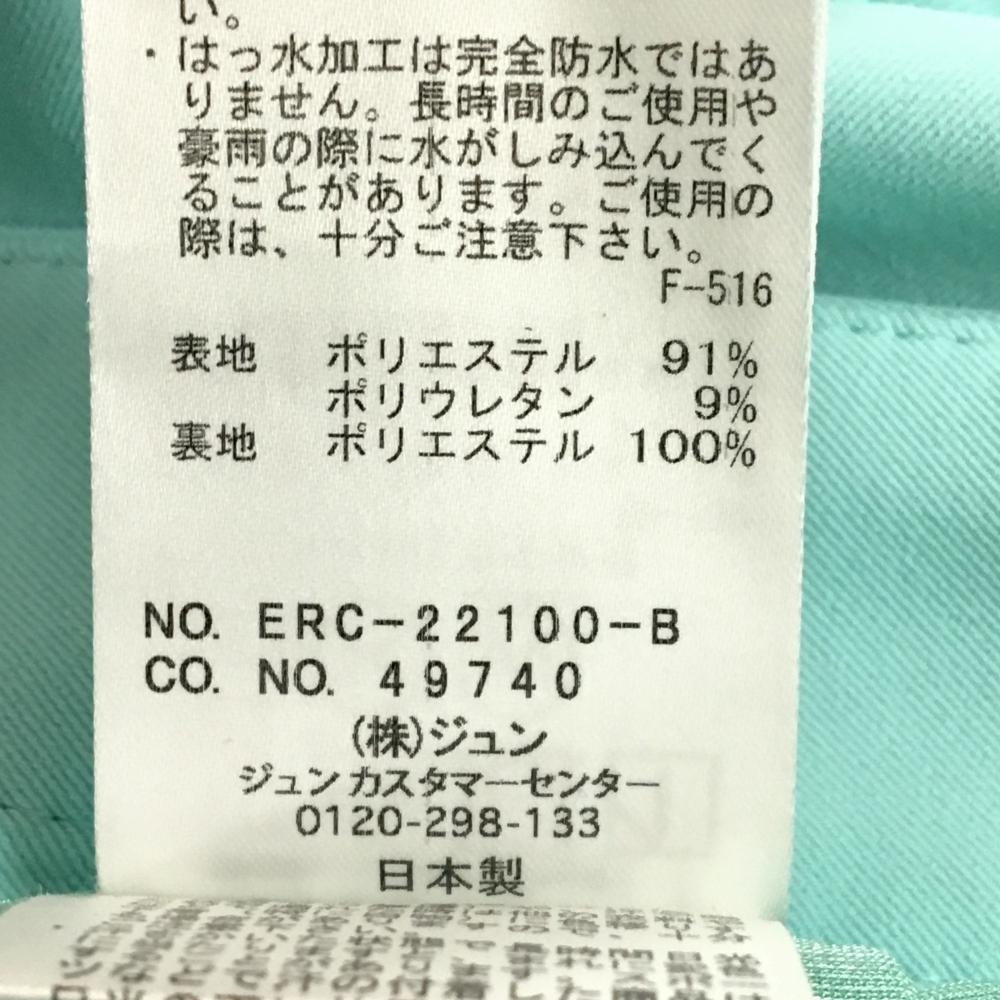 い。
・はっ水加工は完全防水ではあ
りません。長時間のご使用や
豪雨の際に水がしみ込んでく
ることがあります。ご使用の
際は、十分ご注意下さい。
F-516
表地 ポリエステル 91%
ポリウレタン 9%
裏地 ポリエステル 100%
NO. ERC-22100-B
CO. NO. 49740
(株)ジュン
ジュンカスタマーセンター
0120-298-133
日本製